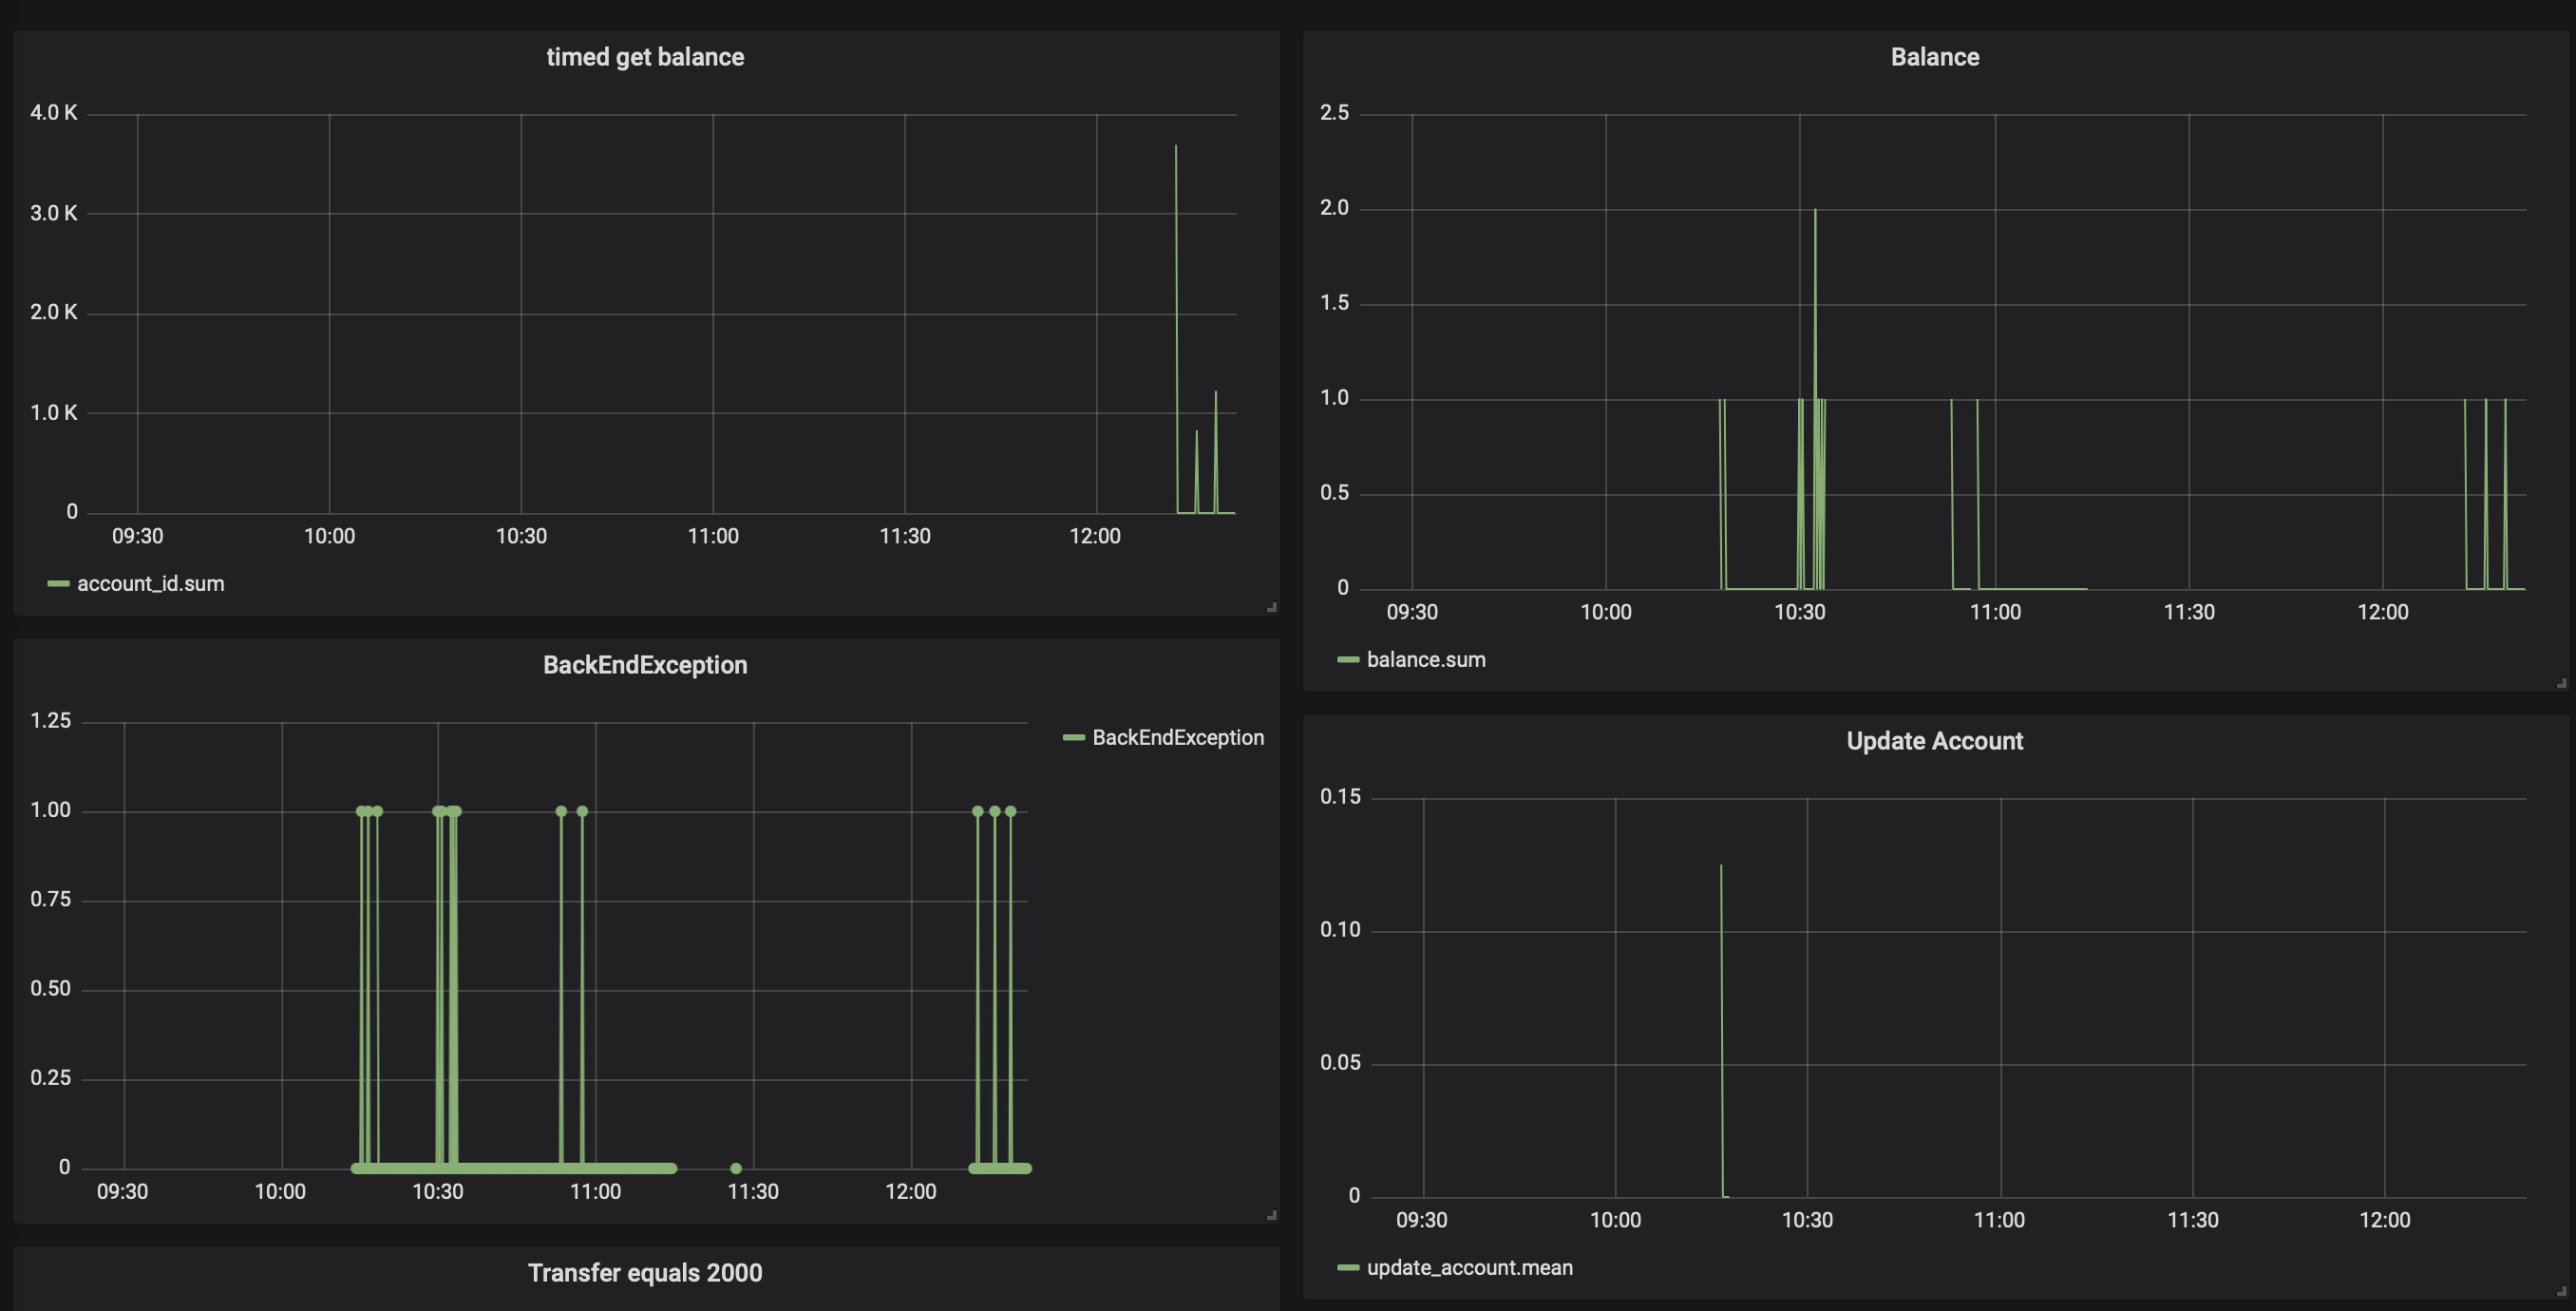 timed get balance
4.0 K
3.0 K
2.0 K
1.0 K
0
09:30 10:00 10:30 11:00 11:30 12:00
account_id.sum
Balance
2.5
2.0
1.5
1.0
0.5
0
09:30 10:00 10:30 11:00 11:30 12:00
balance.sum
BackEndException
1.25
1.00
0.75
0.50
0.25
0
09:30 10:00 10:30 11:00 11:30 12:00
BackEndException
Update Account
0.15
0.10
0.05
0
09:30 10:00 10:30 11:00 11:30 12:00
update_account.mean
Transfer equals 2000